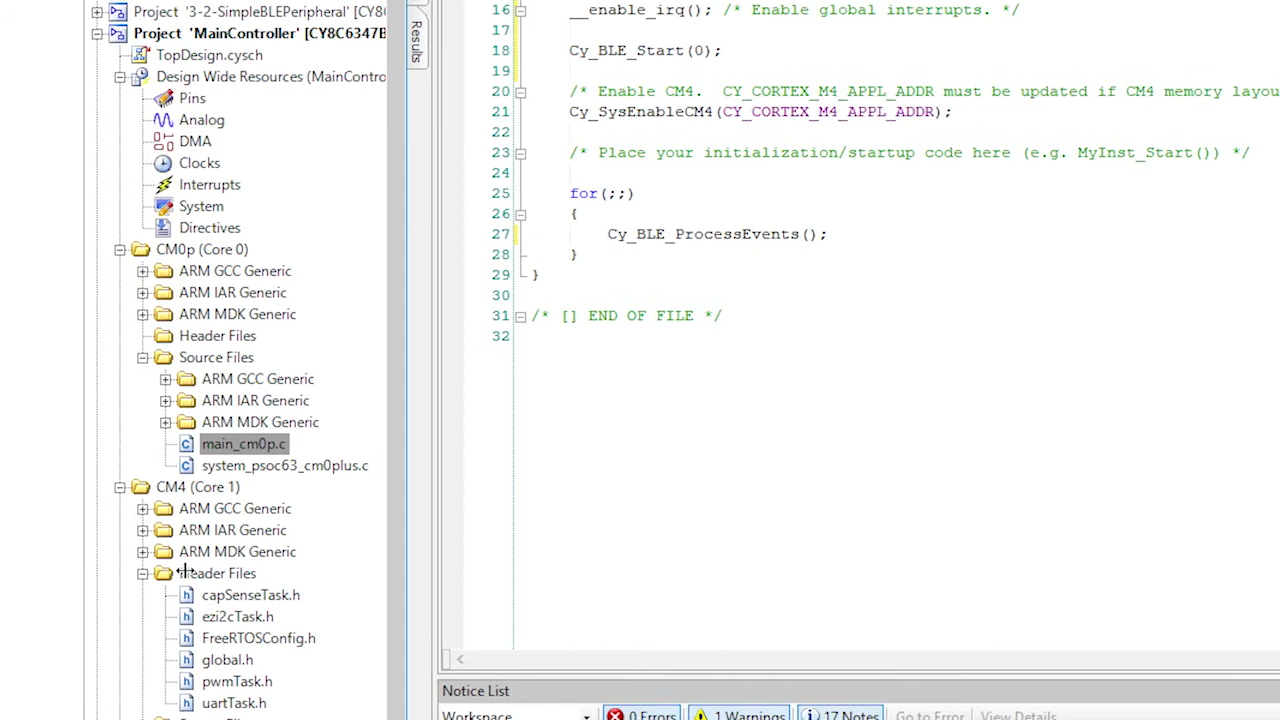 Project '3-2-SimpleBLEPeripheral' [CY8
Project 'MainController' [CY8C6347B
TopDesign.cysch
Design Wide Resources (MainContro
Pins
Analog
DMA
Clocks
Interrupts
System
Directives
CM0p (Core 0)
ARM GCC Generic
ARM IAR Generic
ARM MDK Generic
Header Files
Source Files
ARM GCC Generic
ARM IAR Generic
ARM MDK Generic
main_cm0p.c
system_psoc63_cm0plus.c
CM4 (Core 1)
ARM GCC Generic
ARM IAR Generic
ARM MDK Generic
Header Files
capSenseTask.h
ezi2cTask.h
FreeRTOSConfig.h
global.h
pwmTask.h
uartTask.h
Results
16 __enable_irq(); /* Enable global interrupts. */
17
18 Cy_BLE_Start(0);
19
20 /* Enable CM4. CY_CORTEX_M4_APPL_ADDR must be updated if CM4 memory layou
21 Cy_SysEnableCM4(CY_CORTEX_M4_APPL_ADDR);
22
23 /* Place your initialization/startup code here (e.g. MyInst_Start()) */
24
25 for(;;)
26 {
27 Cy_BLE_ProcessEvents();
28 }
29 }
30
31 /* [] END OF FILE */
32
Notice List
Workspace 0 Errors 1 Warnings 17 Notes Go to Error View Details